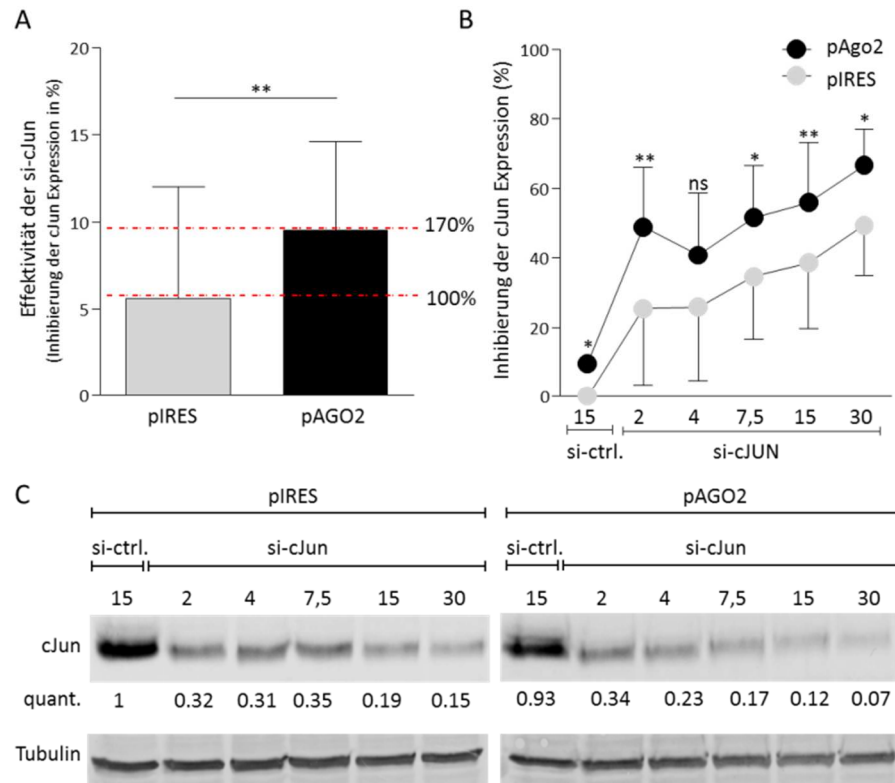 A
Effektivität der si-cJun
(Inhibierung der cJun Expression in %)
20
15
10
5
0
**
170%
100%
pIRES
pAGO2
B
Inhibierung der cJun Expression (%)
100
80
60
40
20
0
pAgo2
pIRES
*
**
ns
*
**
*
15
2
4
7,5
15
30
si-ctrl.
si-cJUN
C
pIRES
pAGO2
si-ctrl.
si-cJun
si-ctrl.
si-cJun
15 2 4 7,5 15 30
15 2 4 7,5 15 30
cJun
quant. 1 0.32 0.31 0.35 0.19 0.15
0.93 0.34 0.23 0.17 0.12 0.07
Tubulin